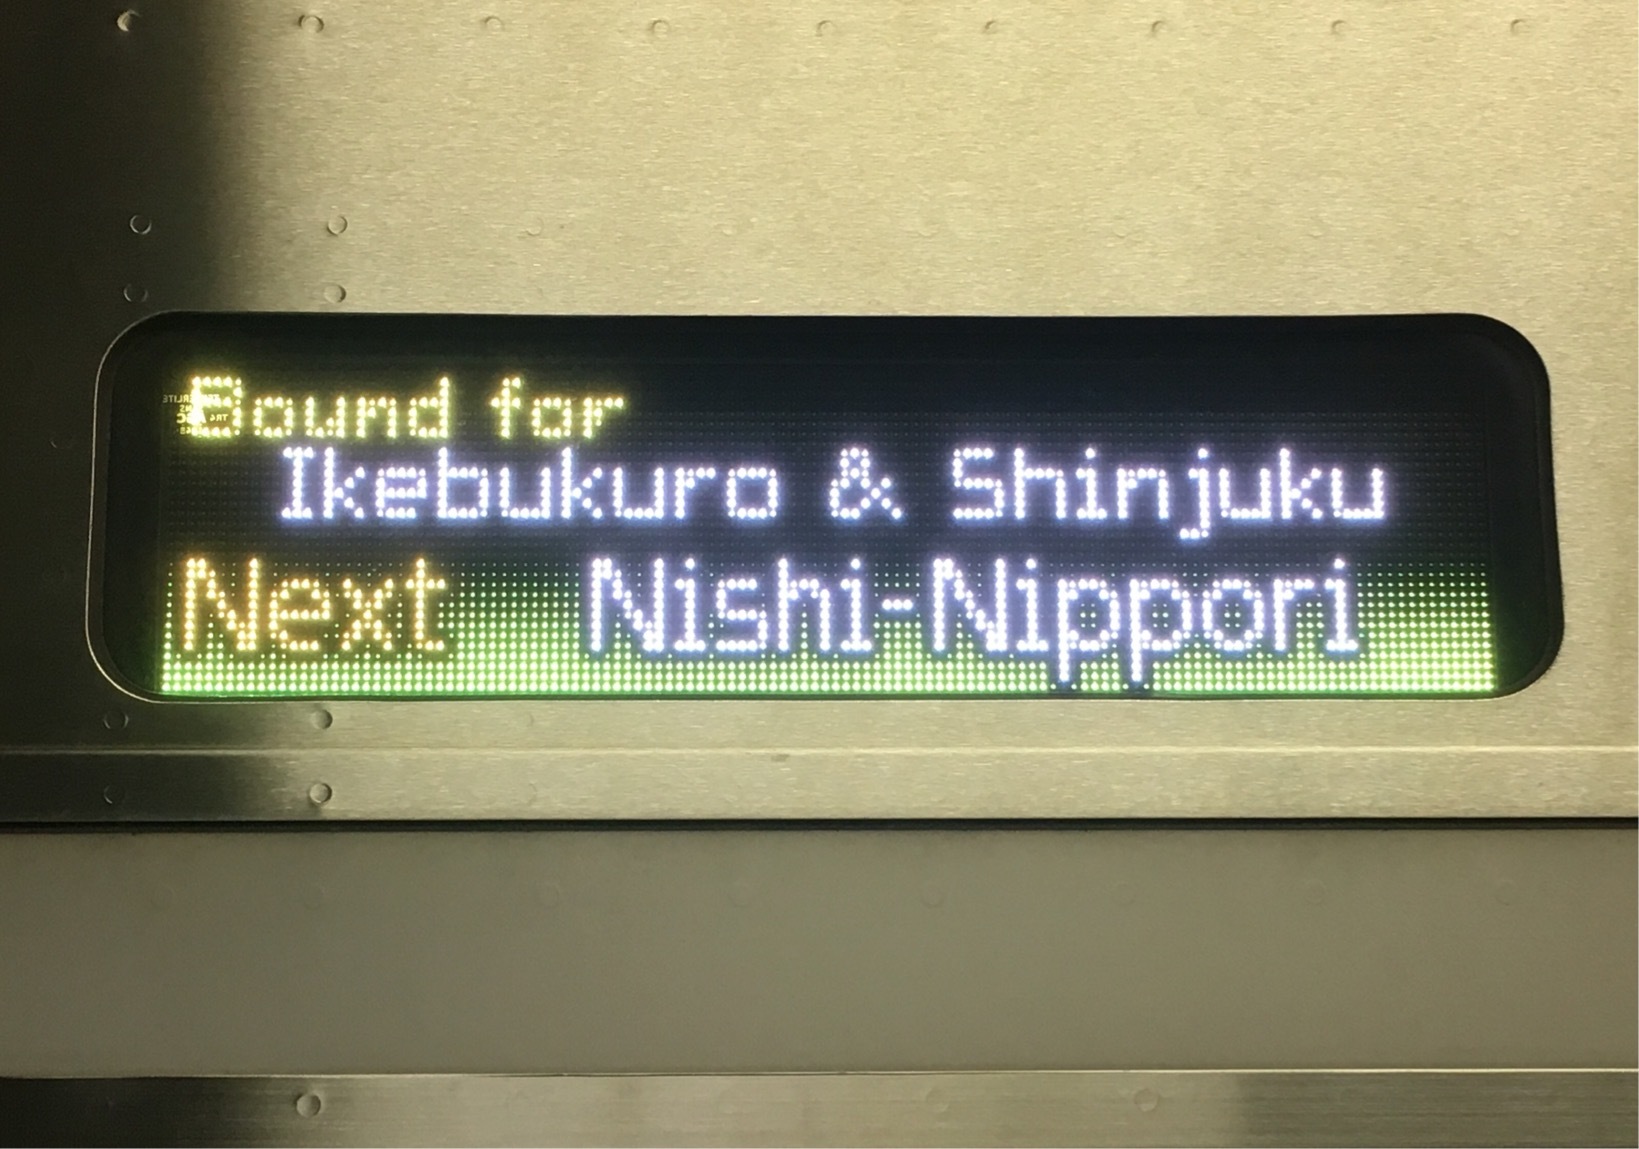 Bound for
Ikebukuro & Shinjuku
Next Nishi-Nippori